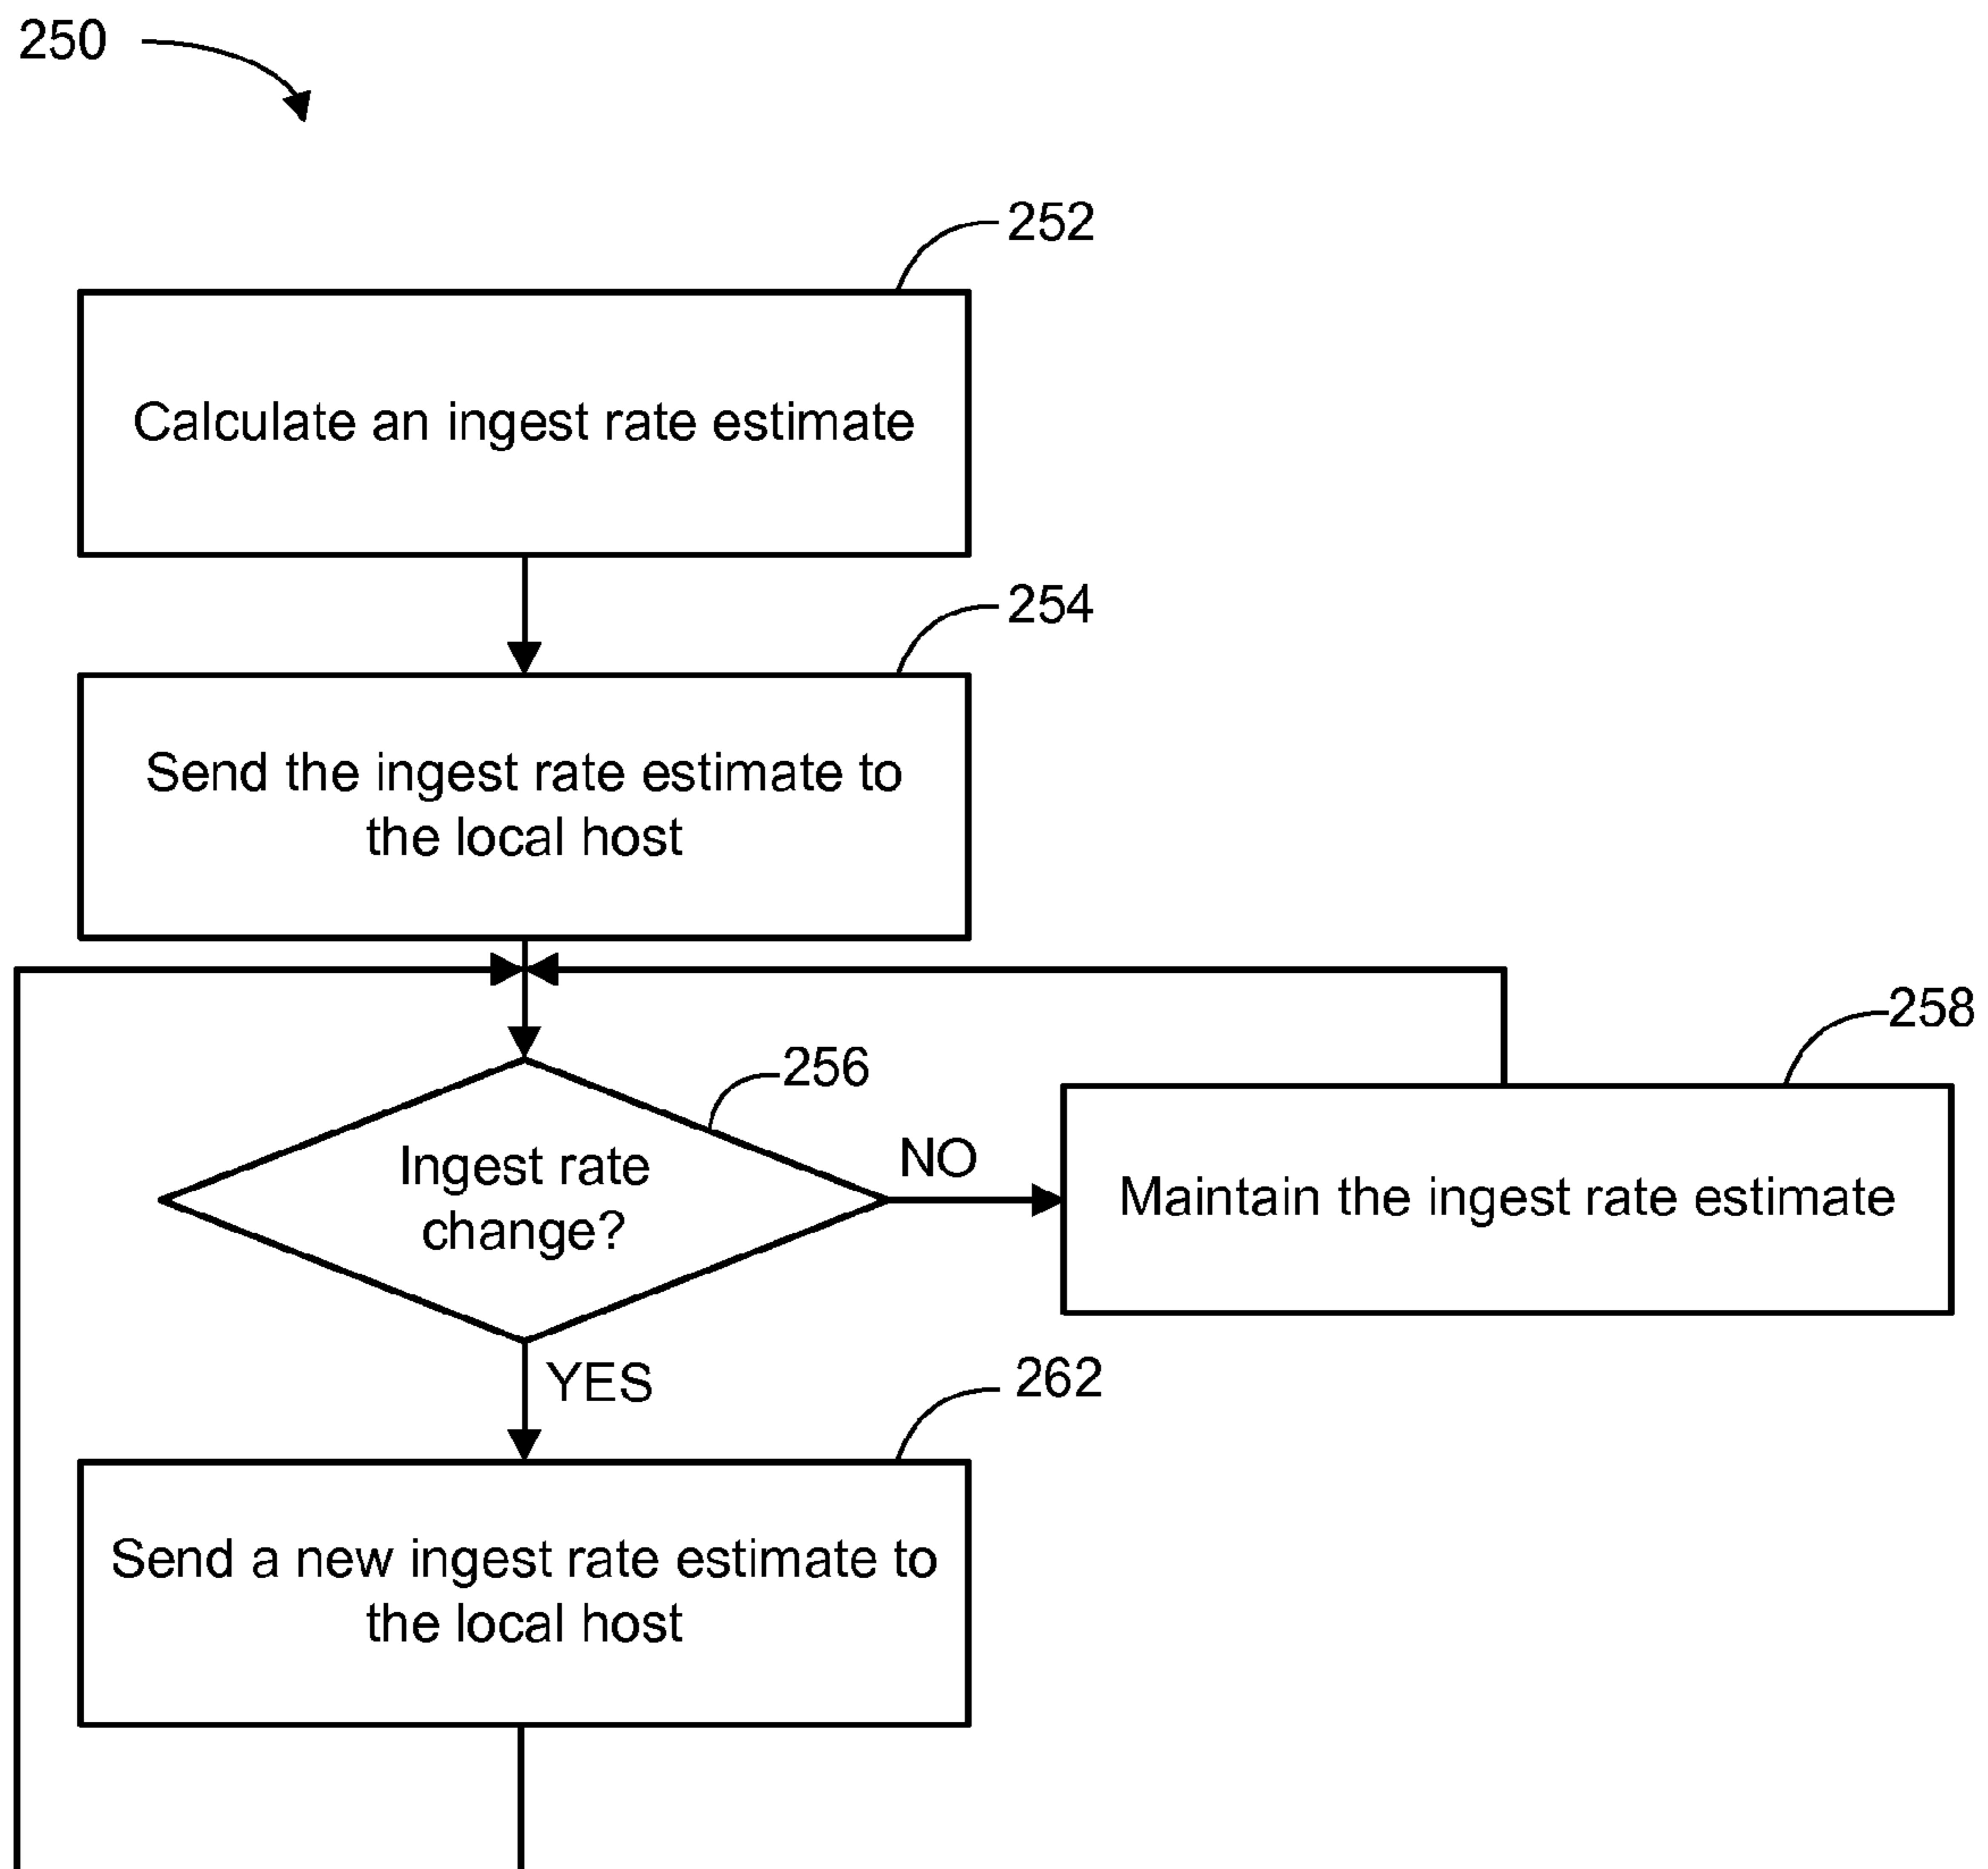 250
252
Calculate an ingest rate estimate
254
Send the ingest rate estimate to
the local host
258
256
NO
Ingest rate
change?
Maintain the ingest rate estimate
YES
262
Send a new ingest rate estimate to
the local host